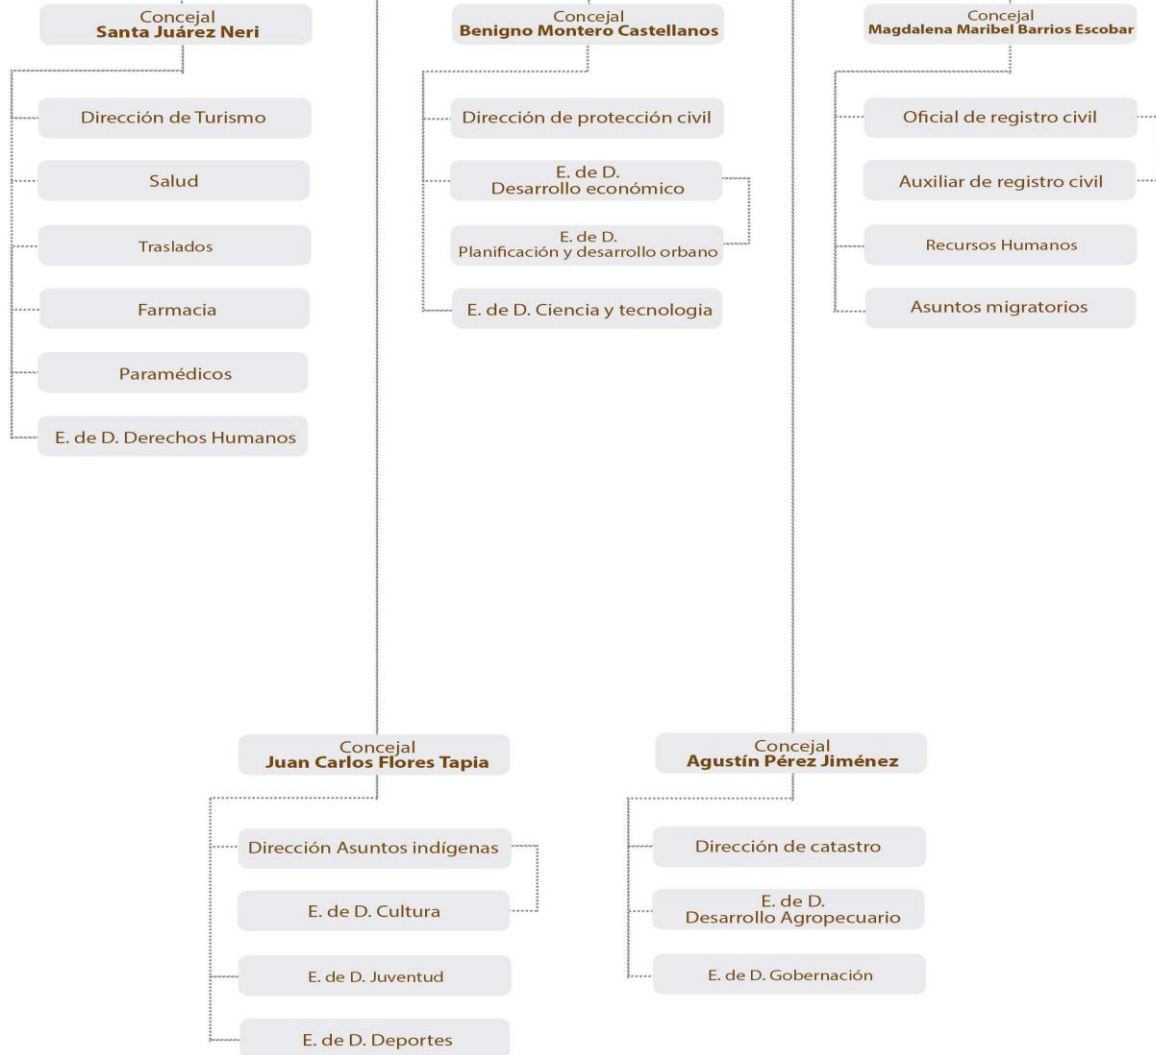 Concejal
Santa Juárez Neri
Dirección de Turismo
Salud
Traslados
Farmacia
Paramédicos
E. de D. Derechos Humanos
Concejal
Benigno Montero Castellanos
Dirección de protección civil
E. de D.
Desarrollo económico
E. de D.
Planificación y desarrollo orbano
E. de D. Ciencia y tecnologia
Concejal
Magdalena Maribel Barrios Escobar
Oficial de registro civil
Auxiliar de registro civil
Recursos Humanos
Asuntos migratorios
Concejal
Juan Carlos Flores Tapia
Dirección Asuntos indígenas
E. de D. Cultura
E. de D. Juventud
E. de D. Deportes
Concejal
Agustín Pérez Jiménez
Dirección de catastro
E. de D.
Desarrollo Agropecuario
E. de D. Gobernación